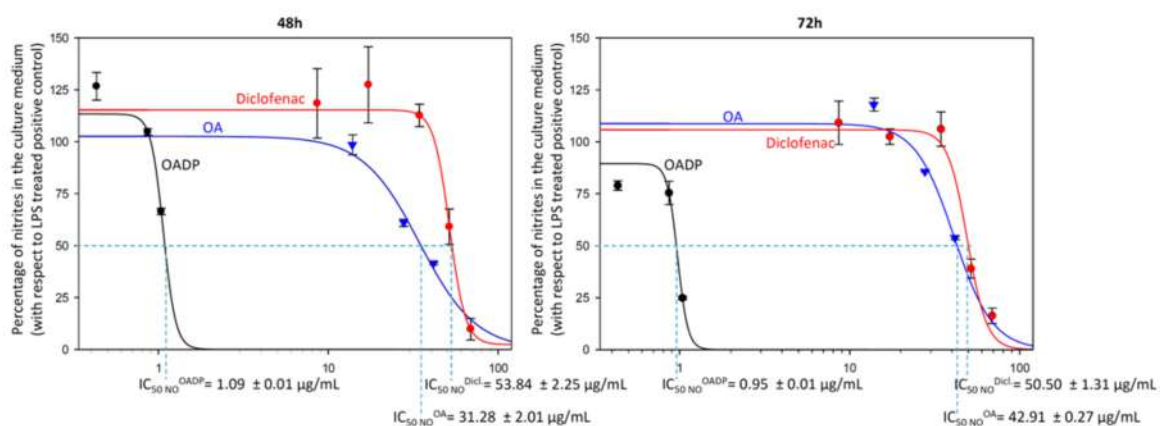 48h
72h
Percentage of nitrites in the culture medium
(with respect to LPS treated positive control)
150
125
100
75
50
25
0
Diclofenac
OA
OADP
1
10
100
IC50 NO OADP= 1.09 ± 0.01 µg/mL
IC50 NO Dicl.= 53.84 ± 2.25 µg/mL
IC50 NO OA= 31.28 ± 2.01 µg/mL
Percentage of nitrites in the culture medium
(with respect to LPS treated positive control)
150
125
100
75
50
25
0
OA
Diclofenac
OADP
1
10
100
IC50 NO OADP= 0.95 ± 0.01 µg/mL
IC50 NO Dicl.= 50.50 ± 1.31 µg/mL
IC50 NO OA= 42.91 ± 0.27 µg/mL